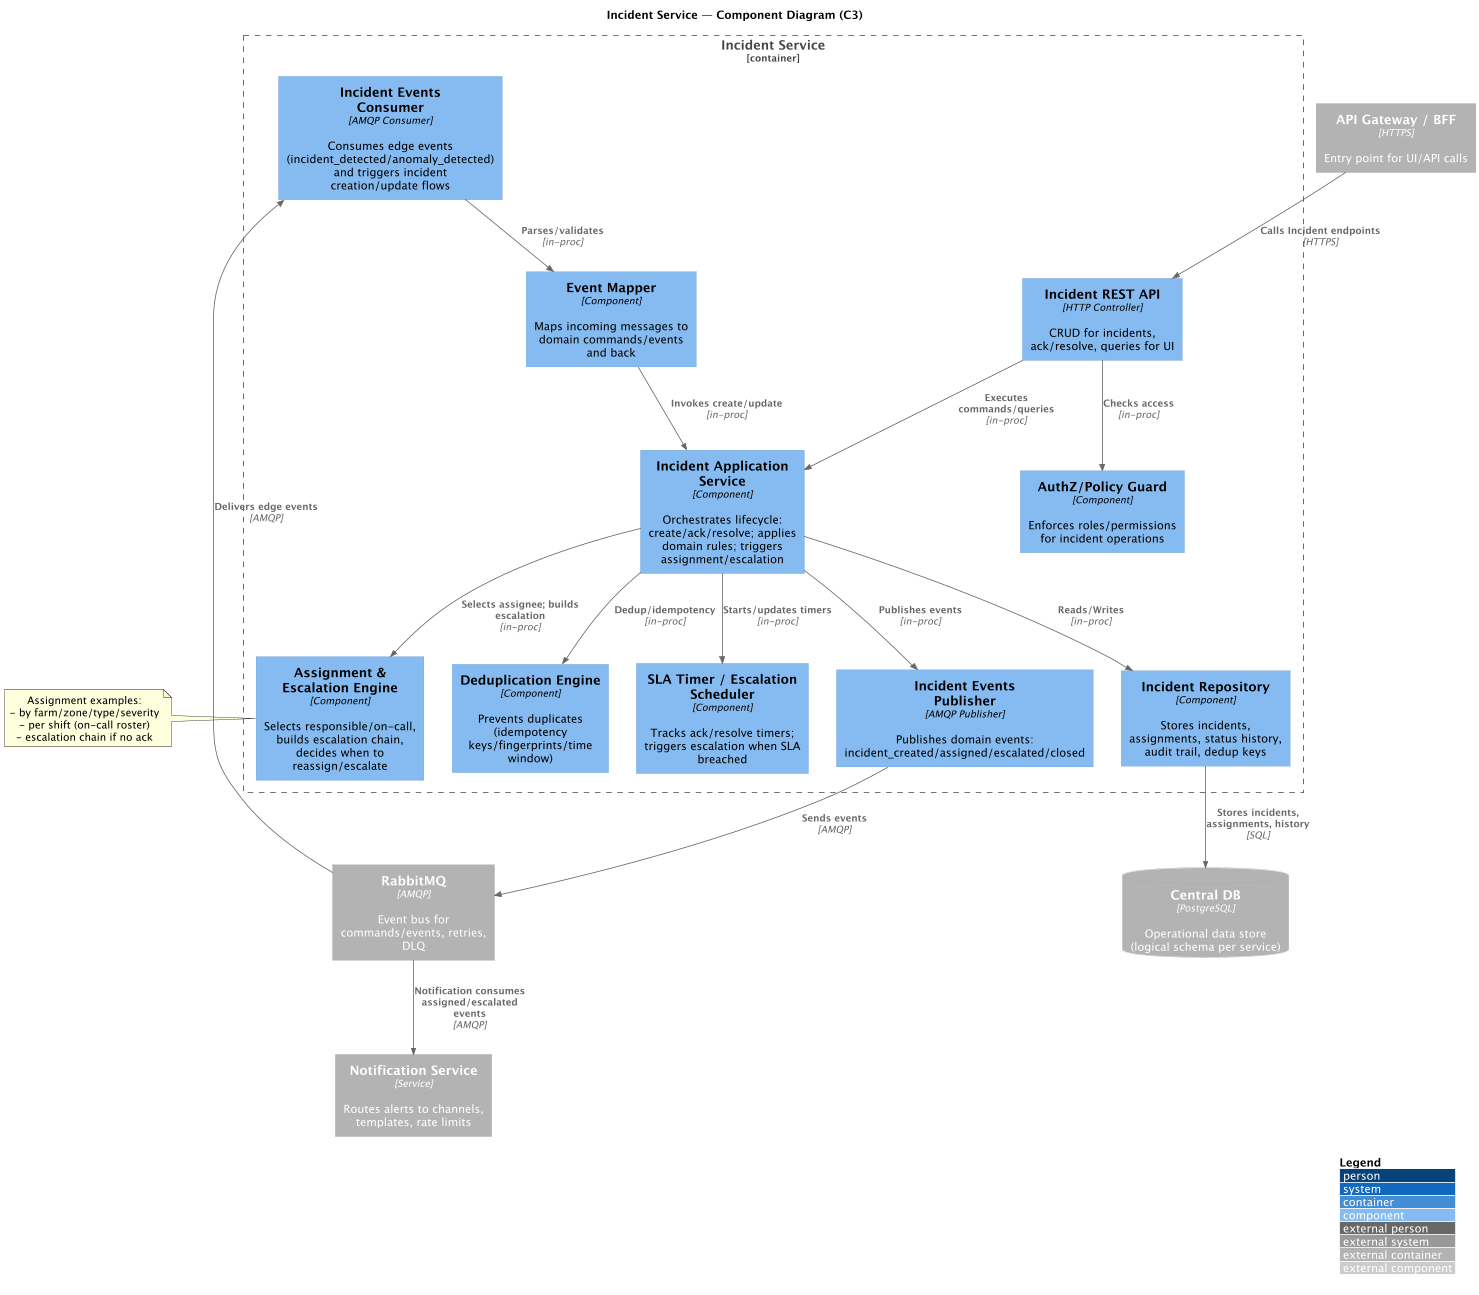 Incident Service — Component Diagram (C3)
Incident Service
[container]
Incident Events
Consumer
[AMQP Consumer]
Consumes edge events
(incident_detected/anomaly_detected)
and triggers incident
creation/update flows
API Gateway / BFF
[HTTPS]
Entry point for UI/API calls
Parses/validates
[in-proc]
Calls Incident endpoints
[HTTPS]
Event Mapper
[Component]
Maps incoming messages to
domain commands/events
and back
Incident REST API
[HTTP Controller]
CRUD for incidents,
ack/resolve, queries for UI
Invokes create/update
[in-proc]
Executes
commands/queries
[in-proc]
Checks access
[in-proc]
Incident Application
Service
[Component]
Orchestrates lifecycle:
create/ack/resolve; applies
domain rules; triggers
assignment/escalation
AuthZ/Policy Guard
[Component]
Enforces roles/permissions
for incident operations
Delivers edge events
[AMQP]
Selects assignee; builds
escalation
[in-proc]
Dedup/idempotency
[in-proc]
Starts/updates timers
[in-proc]
Publishes events
[in-proc]
Reads/Writes
[in-proc]
Assignment examples:
- by farm/zone/type/severity
- per shift (on-call roster)
- escalation chain if no ack
Assignment &
Escalation Engine
[Component]
Selects responsible/on-call,
builds escalation chain,
decides when to
reassign/escalate
Deduplication Engine
[Component]
Prevents duplicates
(idempotency
keys/fingerprints/time
window)
SLA Timer / Escalation
Scheduler
[Component]
Tracks ack/resolve timers;
triggers escalation when SLA
breached
Incident Events
Publisher
[AMQP Publisher]
Publishes domain events:
incident_created/assigned/escalated/closed
Incident Repository
[Component]
Stores incidents,
assignments, status history,
audit trail, dedup keys
Sends events
[AMQP]
Stores incidents,
assignments, history
[SQL]
RabbitMQ
[AMQP]
Event bus for
commands/events, retries,
DLQ
Central DB
[PostgreSQL]
Operational data store
(logical schema per service)
Notification consumes
assigned/escalated
events
[AMQP]
Notification Service
[Service]
Routes alerts to channels,
templates, rate limits
Legend
person
system
container
component
external person
external system
external container
external component